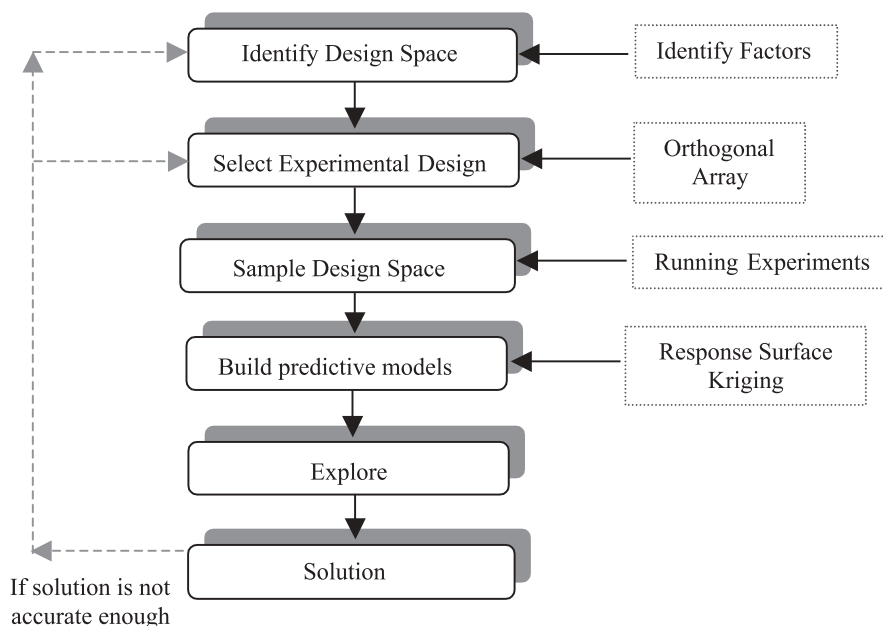 Identify Design Space
Identify Factors
Select Experimental Design
Orthogonal
Array
Sample Design Space
Running Experiments
Build predictive models
Response Surface
Kriging
Explore
Solution
If solution is not
accurate enough